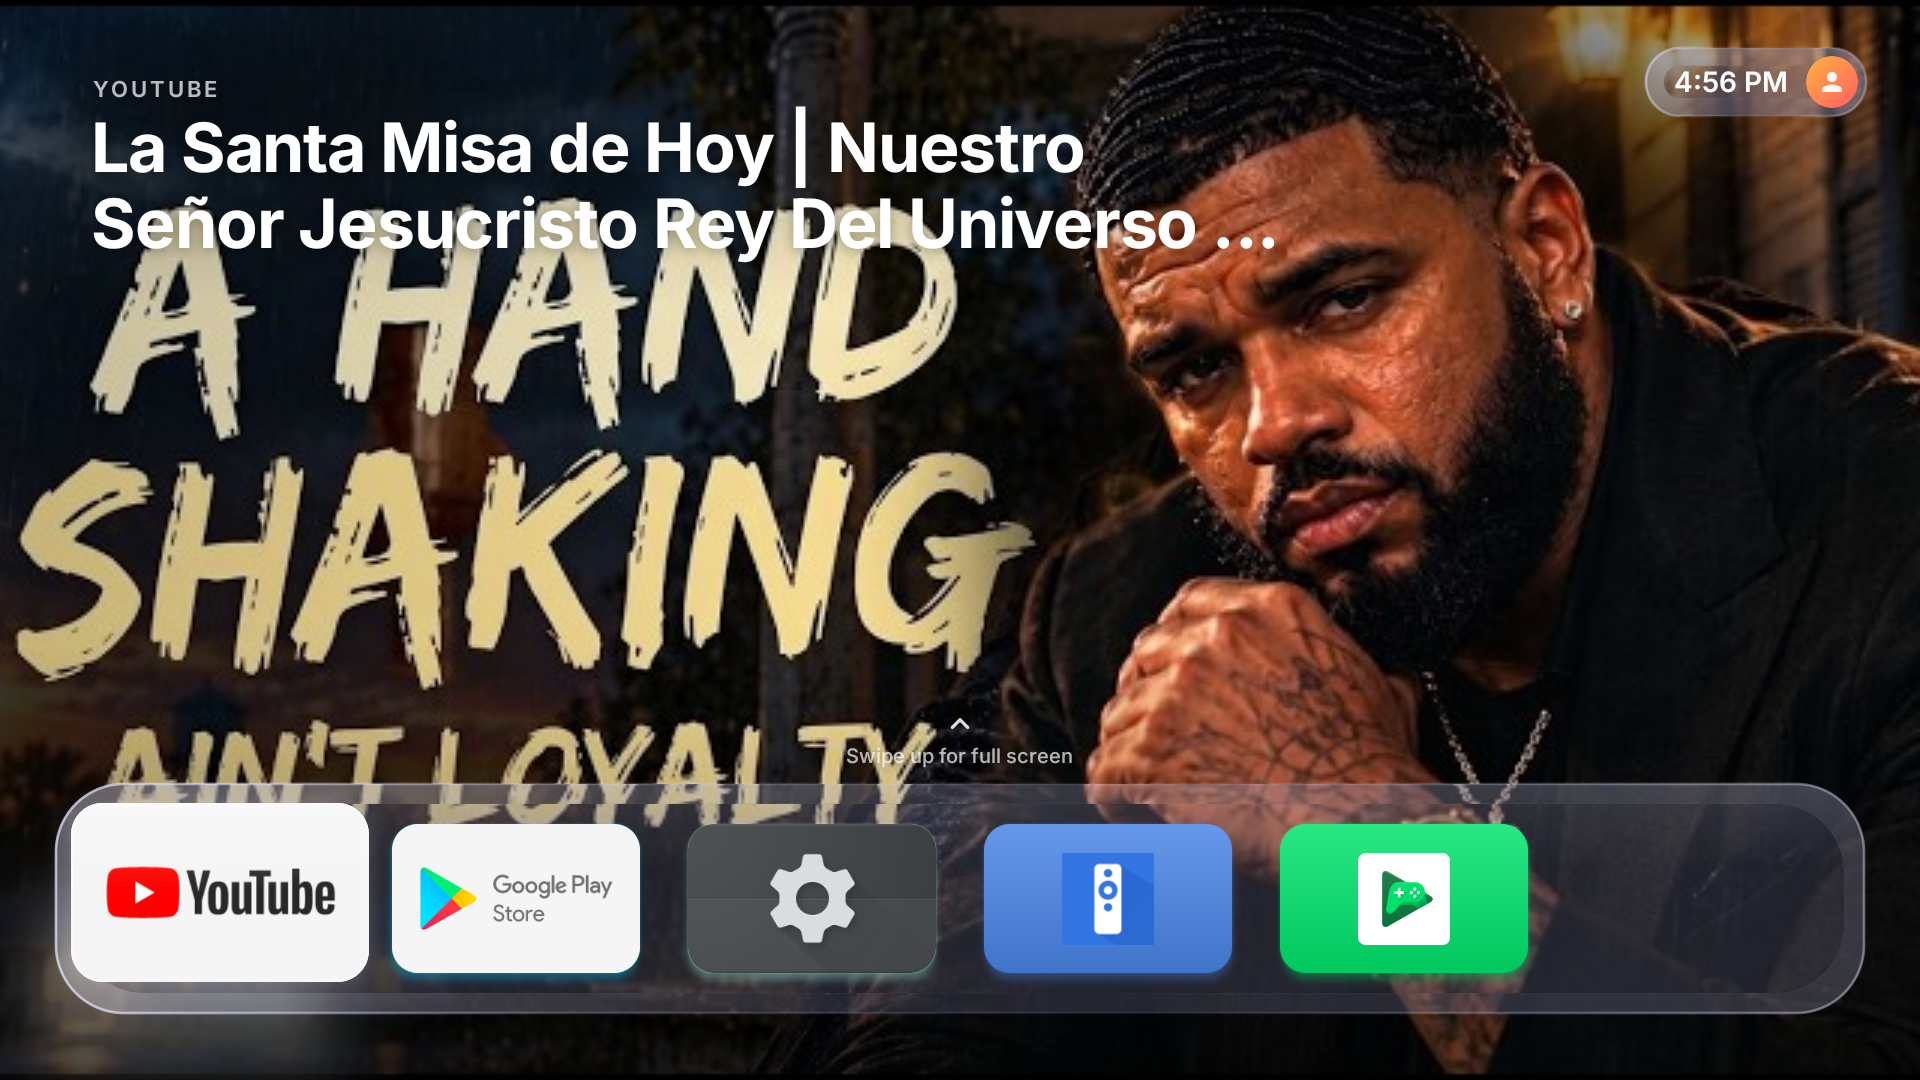 YOUTUBE
4:56 PM
La Santa Misa de Hoy | Nuestro
Señor Jesucristo Rey Del Universo ...
A HAND
SHAKING
AIN'T LOYALTY
Swipe up for full screen
YouTube
Google Play
Store